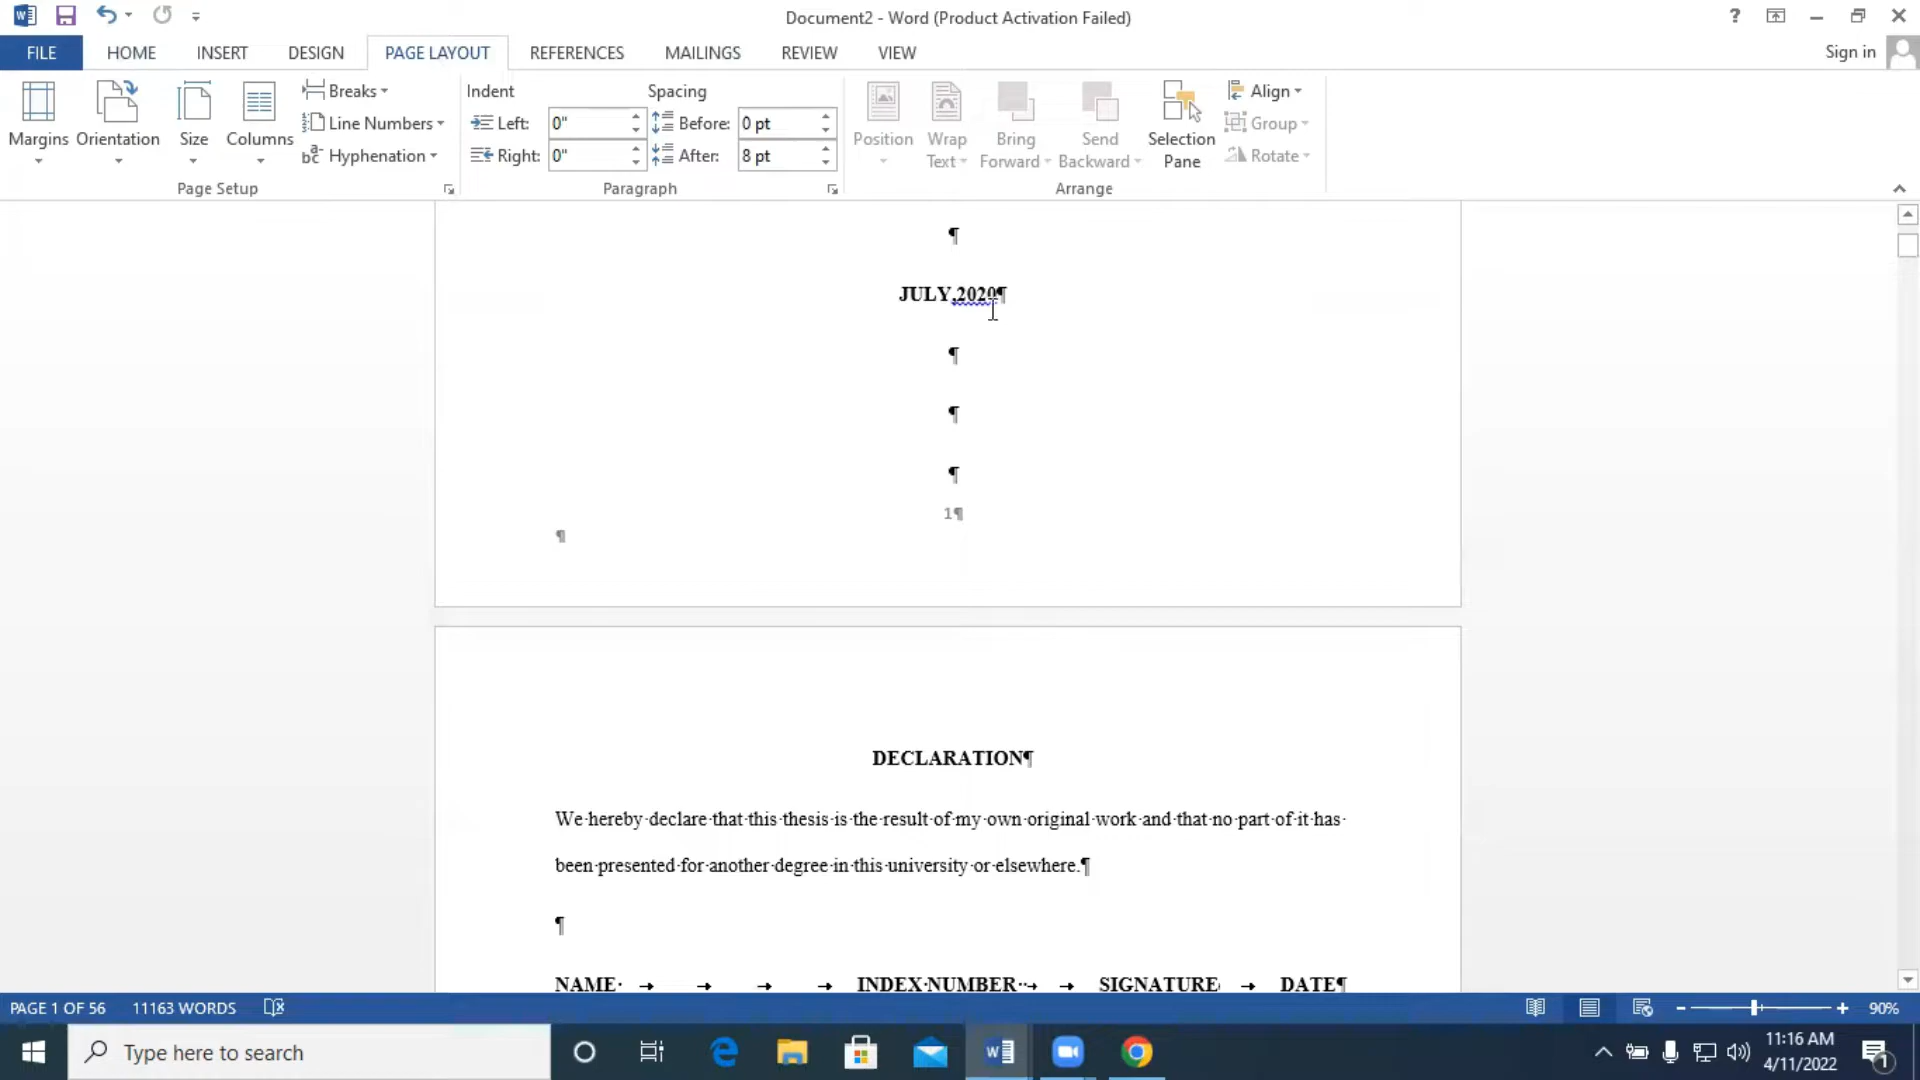 Document2 - Word (Product Activation Failed)
?
FILE HOME INSERT DESIGN PAGE LAYOUT REFERENCES MAILINGS REVIEW VIEW
Sign in
Margins
Orientation
Size
Columns
Breaks
Line Numbers
Hyphenation
Page Setup
Indent
Left: 0"
Right: 0"
Spacing
Before: 0 pt
After: 8 pt
Paragraph
Position
Wrap
Text
Bring
Forward
Send
Backward
Selection
Pane
Align
Group
Rotate
Arrange
¶
JULY,2020¶
¶
¶
¶
1¶
¶
DECLARATION¶
We·hereby·declare·that·this·thesis·is·the·result·of·my·own·original·work·and·that·no·part·of·it·has·
been·presented·for·another·degree·in·this·university·or·elsewhere.¶
¶
NAME· → → → → INDEX·NUMBER··→ → SIGNATURE → DATE¶
PAGE 1 OF 56 11163 WORDS
90%
Type here to search
11:16 AM
4/11/2022
1